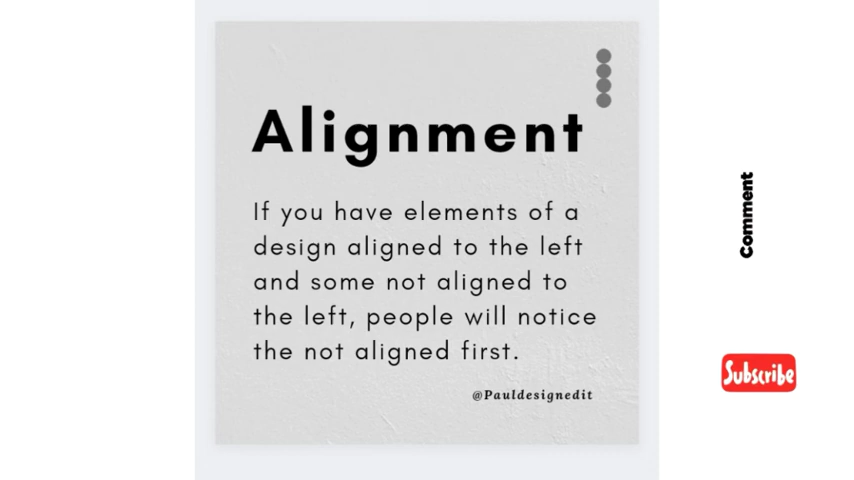 Alignment
If you have elements of a
design aligned to the left
and some not aligned to
the left, people will notice
the not aligned first.
@Pauldesignedit
Comment
Subscribe